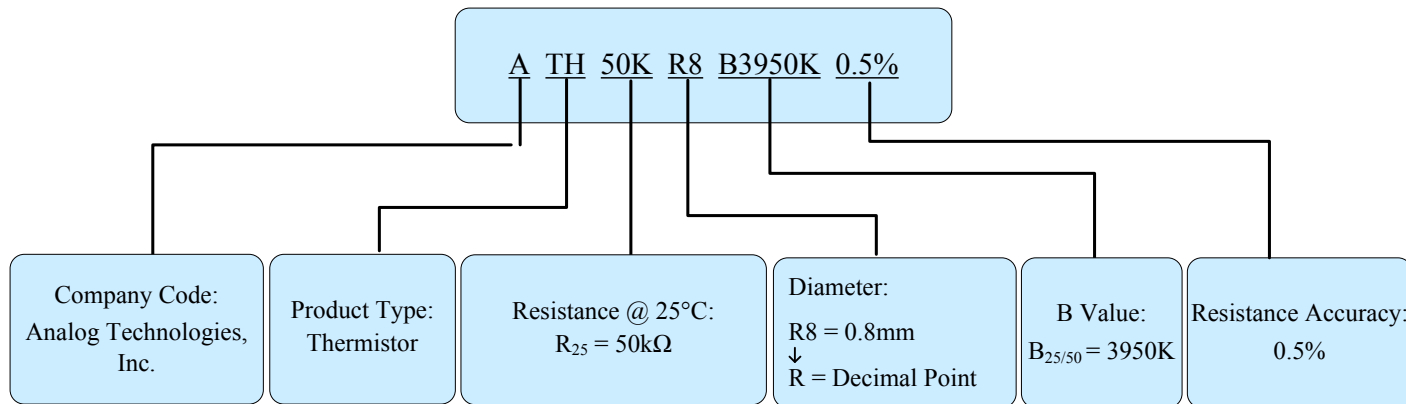 A TH 50K R8 B3950K 0.5%
Company Code:
Analog Technologies,
Inc.
Product Type:
Thermistor
Resistance @ 25°C:
R₂₅ = 50kΩ
Diameter:
R8 = 0.8mm
↓
R = Decimal Point
B Value:
B₂₅/₅₀ = 3950K
Resistance Accuracy:
0.5%